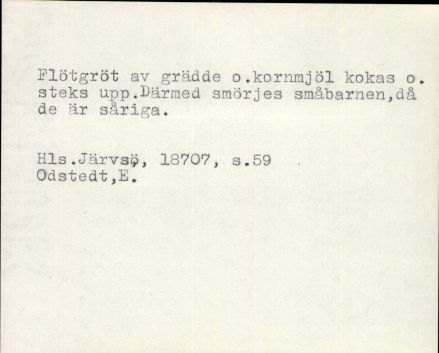 Flötgröt av grädde o.kornmjöl kokas o.
steks upp.Därmed smörjes småbarnen,då
de är såriga.
Hls.Järvsö, 18707, s.59
Odstedt,E.